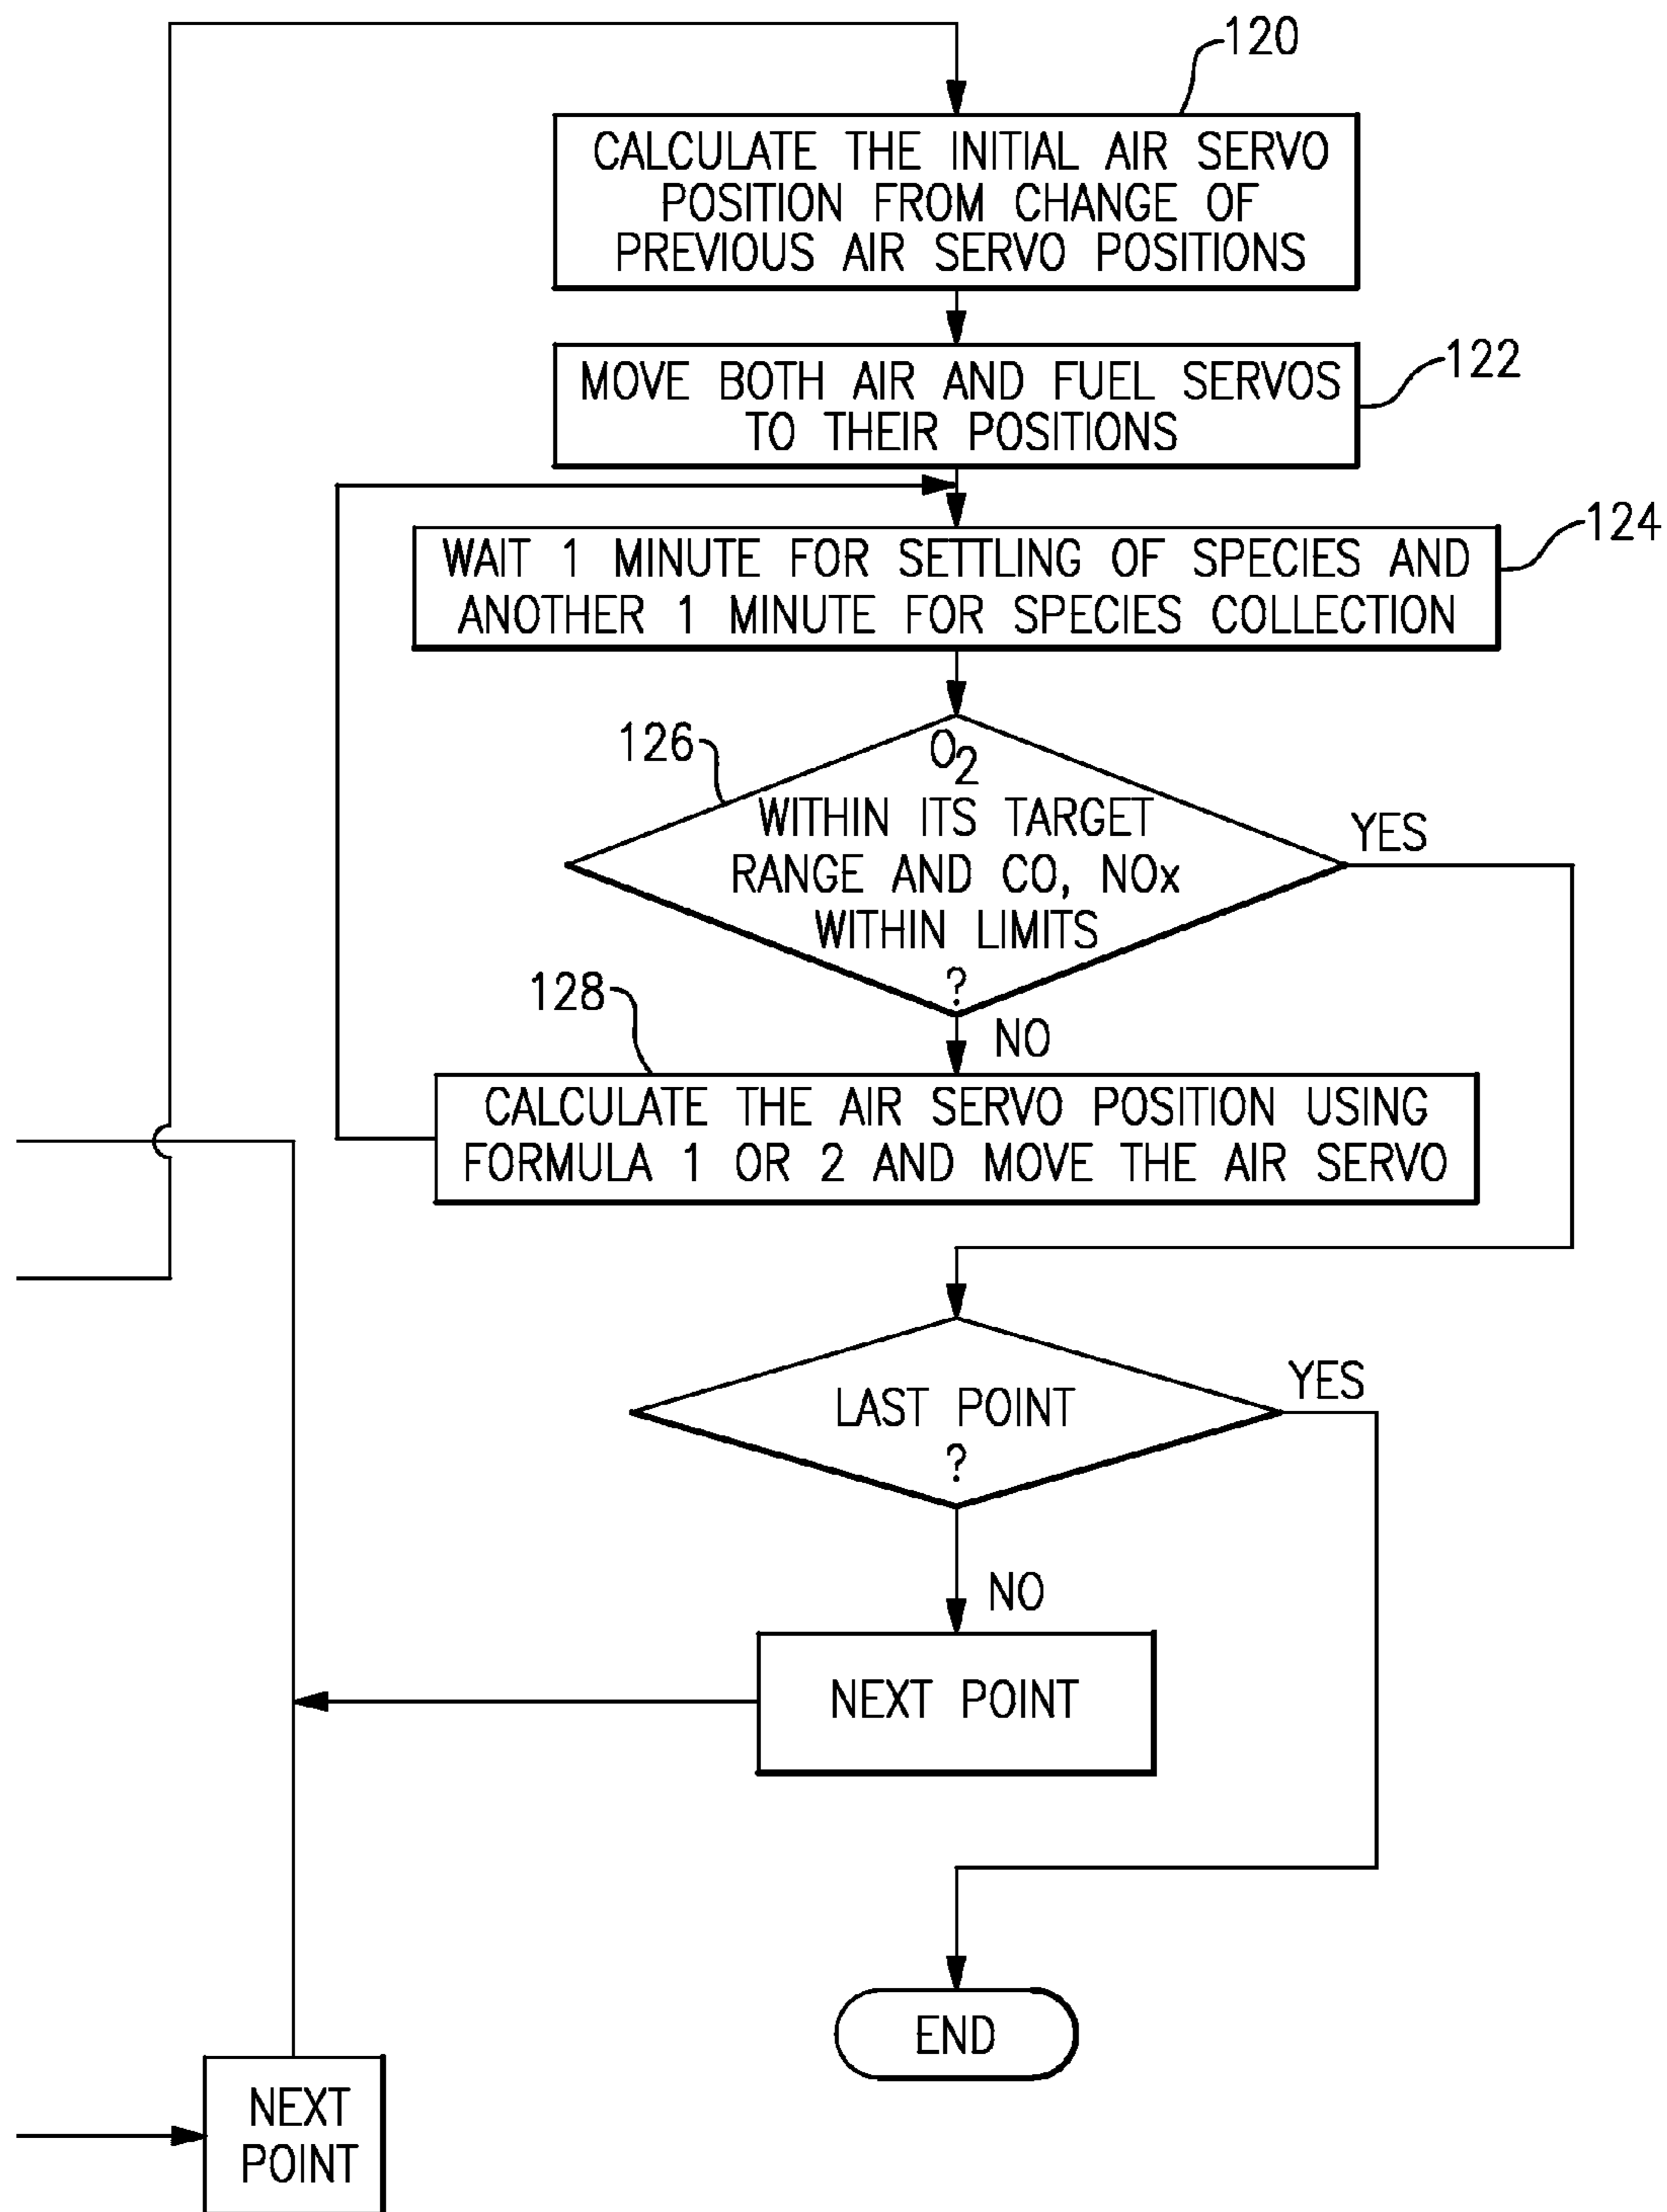 120
CALCULATE THE INITIAL AIR SERVO
POSITION FROM CHANGE OF
PREVIOUS AIR SERVO POSITIONS
122
MOVE BOTH AIR AND FUEL SERVOS
TO THEIR POSITIONS
124
WAIT 1 MINUTE FOR SETTLING OF SPECIES AND
ANOTHER 1 MINUTE FOR SPECIES COLLECTION
126
O2
WITHIN ITS TARGET
RANGE AND CO, NOx
WITHIN LIMITS
?
YES
NO
128
CALCULATE THE AIR SERVO POSITION USING
FORMULA 1 OR 2 AND MOVE THE AIR SERVO
LAST POINT
?
YES
NO
NEXT POINT
END
NEXT
POINT